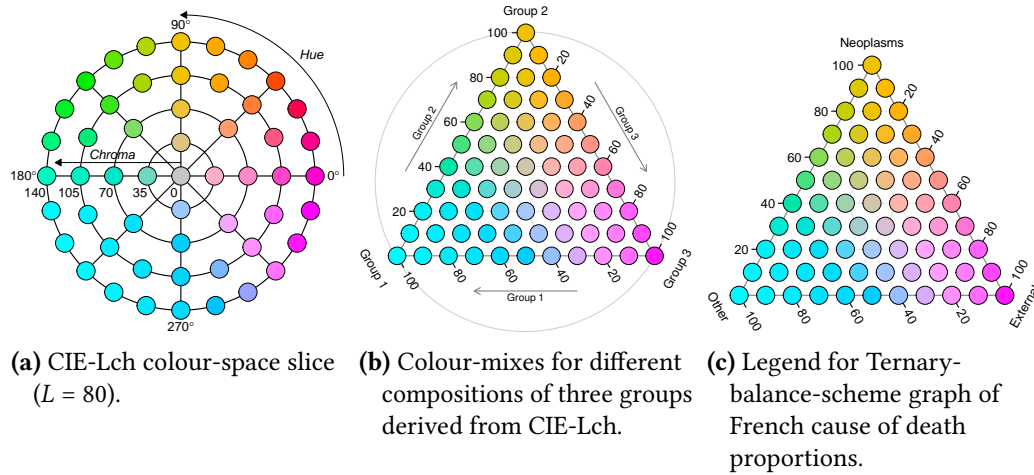 90°
Hue
Chroma
180°
0°
140 105 70 35 0
270°
Group 2
100
80
60
40
20
20
40
60
80
100
Group 2
Group 3
Group 1
100
80
60
40
20
Group 3
Group 1
Neoplasms
100
80
60
40
20
20
40
60
80
100
Other
100
80
60
40
20
External
(a) CIE-Lch colour-space slice
(L = 80).
(b) Colour-mixes for different
compositions of three groups
derived from CIE-Lch.
(c) Legend for Ternary-
balance-scheme graph of
French cause of death
proportions.